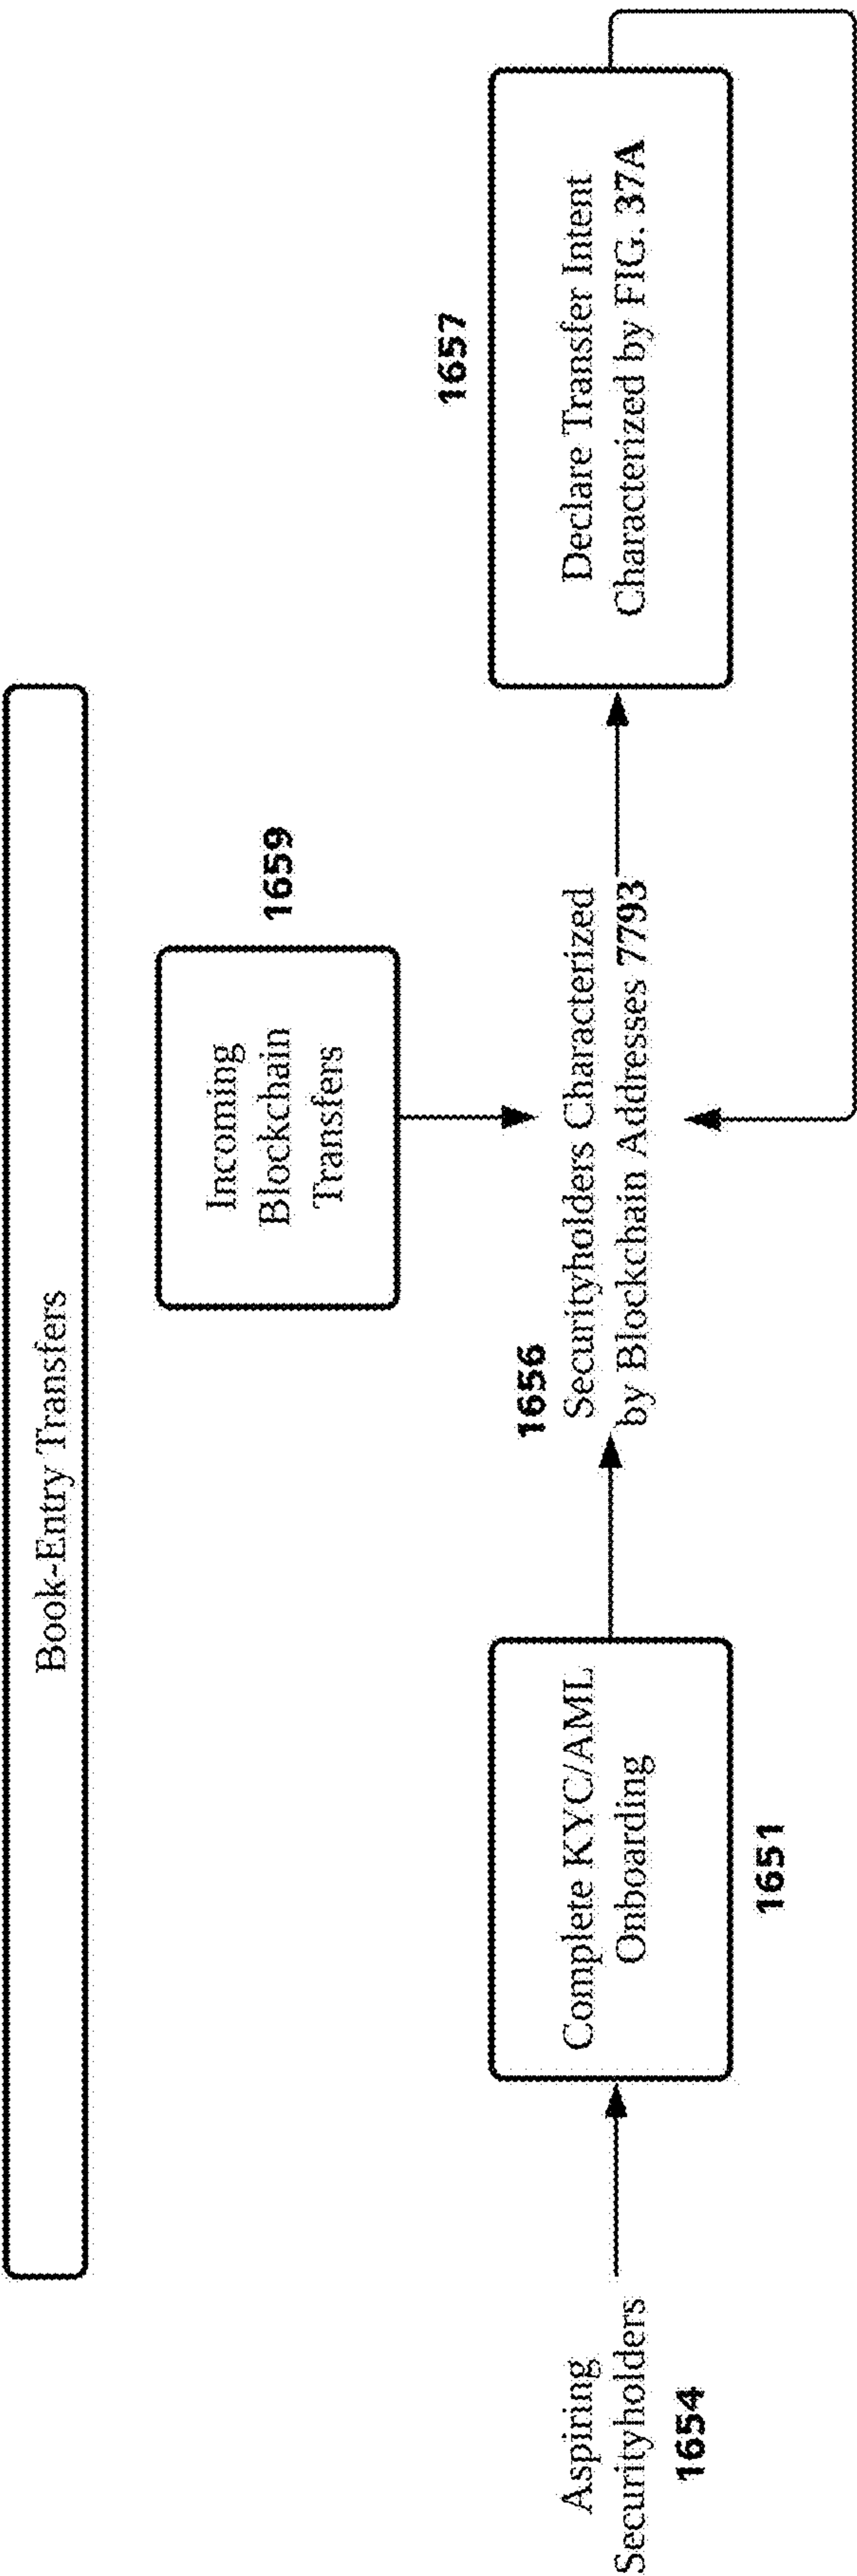 Book-Entry Transfers
Incoming
Blockchain
Transfers
1659
Aspiring
Securityholders
1654
Complete KYC/AML
Onboarding
1651
1656
Securityholders Characterized
by Blockchain Addresses 7793
1657
Declare Transfer Intent
Characterized by FIG. 37A